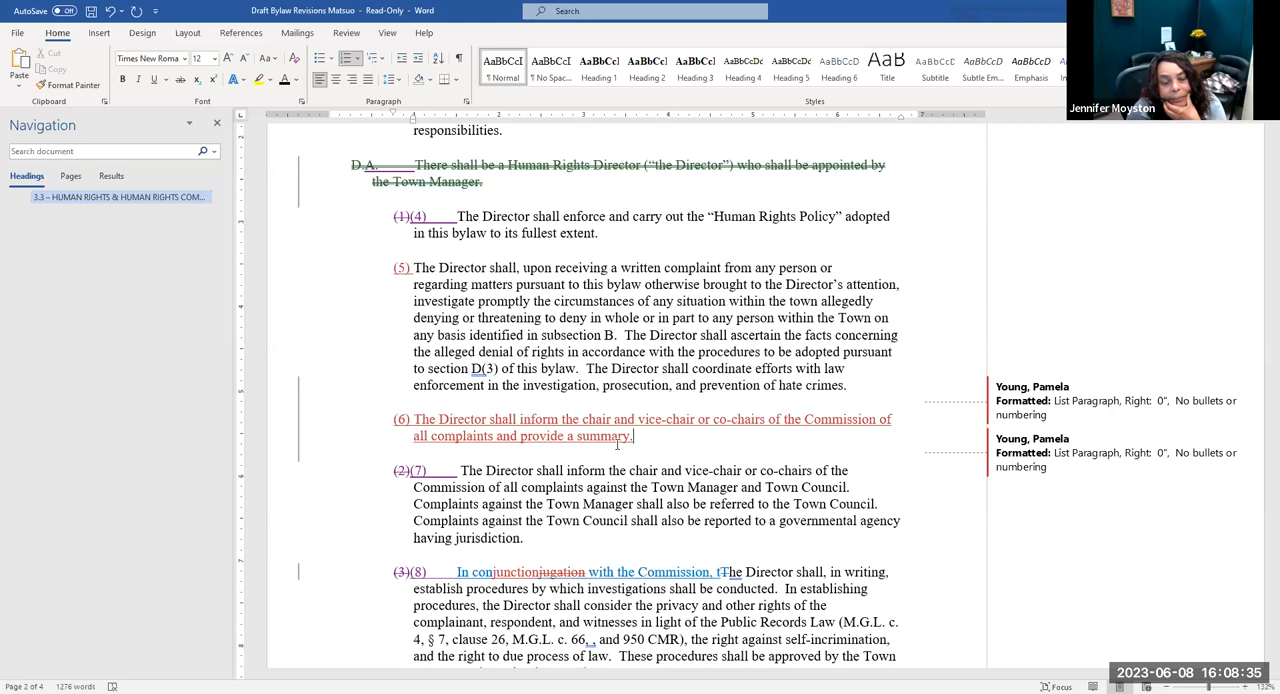 AutoSave Off Draft Bylaw Revisions Matsuo - Read-Only - Word Search
File Home Insert Design Layout References Mailings Review View Help
Paste Cut Copy Format Painter
Times New Roma 12
Clipboard Font Paragraph Styles
AaBbCcI AaBbCcI AaBbCc AaBbCc AaBbCc AaBbCcDc AaBbCcDc AaBbCcD AaB AaBbCcC AaBbCcD AaBbCcD
¶ Normal ¶ No Spac... Heading 1 Heading 2 Heading 3 Heading 4 Heading 5 Heading 6 Title Subtitle Subtle Em... Emphasis
Jennifer Moyston
Navigation
Search document
Headings Pages Results
3.3 – HUMAN RIGHTS & HUMAN RIGHTS COM...
responsibilities.
D.A. There shall be a Human Rights Director (“the Director”) who shall be appointed by
the Town Manager.
(1)(4) The Director shall enforce and carry out the “Human Rights Policy” adopted
in this bylaw to its fullest extent.
(5) The Director shall, upon receiving a written complaint from any person or
regarding matters pursuant to this bylaw otherwise brought to the Director’s attention,
investigate promptly the circumstances of any situation within the town allegedly
denying or threatening to deny in whole or in part to any person within the Town on
any basis identified in subsection B. The Director shall ascertain the facts concerning
the alleged denial of rights in accordance with the procedures to be adopted pursuant
to section D(3) of this bylaw. The Director shall coordinate efforts with law
enforcement in the investigation, prosecution, and prevention of hate crimes.
(6) The Director shall inform the chair and vice-chair or co-chairs of the Commission of
all complaints and provide a summary.
(2)(7) The Director shall inform the chair and vice-chair or co-chairs of the
Commission of all complaints against the Town Manager and Town Council.
Complaints against the Town Manager shall also be referred to the Town Council.
Complaints against the Town Council shall also be reported to a governmental agency
having jurisdiction.
(3)(8) In conjunctionjugation with the Commission, tThe Director shall, in writing,
establish procedures by which investigations shall be conducted. In establishing
procedures, the Director shall consider the privacy and other rights of the
complainant, respondent, and witnesses in light of the Public Records Law (M.G.L. c.
4, § 7, clause 26, M.G.L. c. 66, , and 950 CMR), the right against self-incrimination,
and the right to due process of law. These procedures shall be approved by the Town
Young, Pamela
Formatted: List Paragraph, Right: 0", No bullets or
numbering
Young, Pamela
Formatted: List Paragraph, Right: 0", No bullets or
numbering
2023-06-08 16:08:35
Page 2 of 4 1276 words Focus 132%